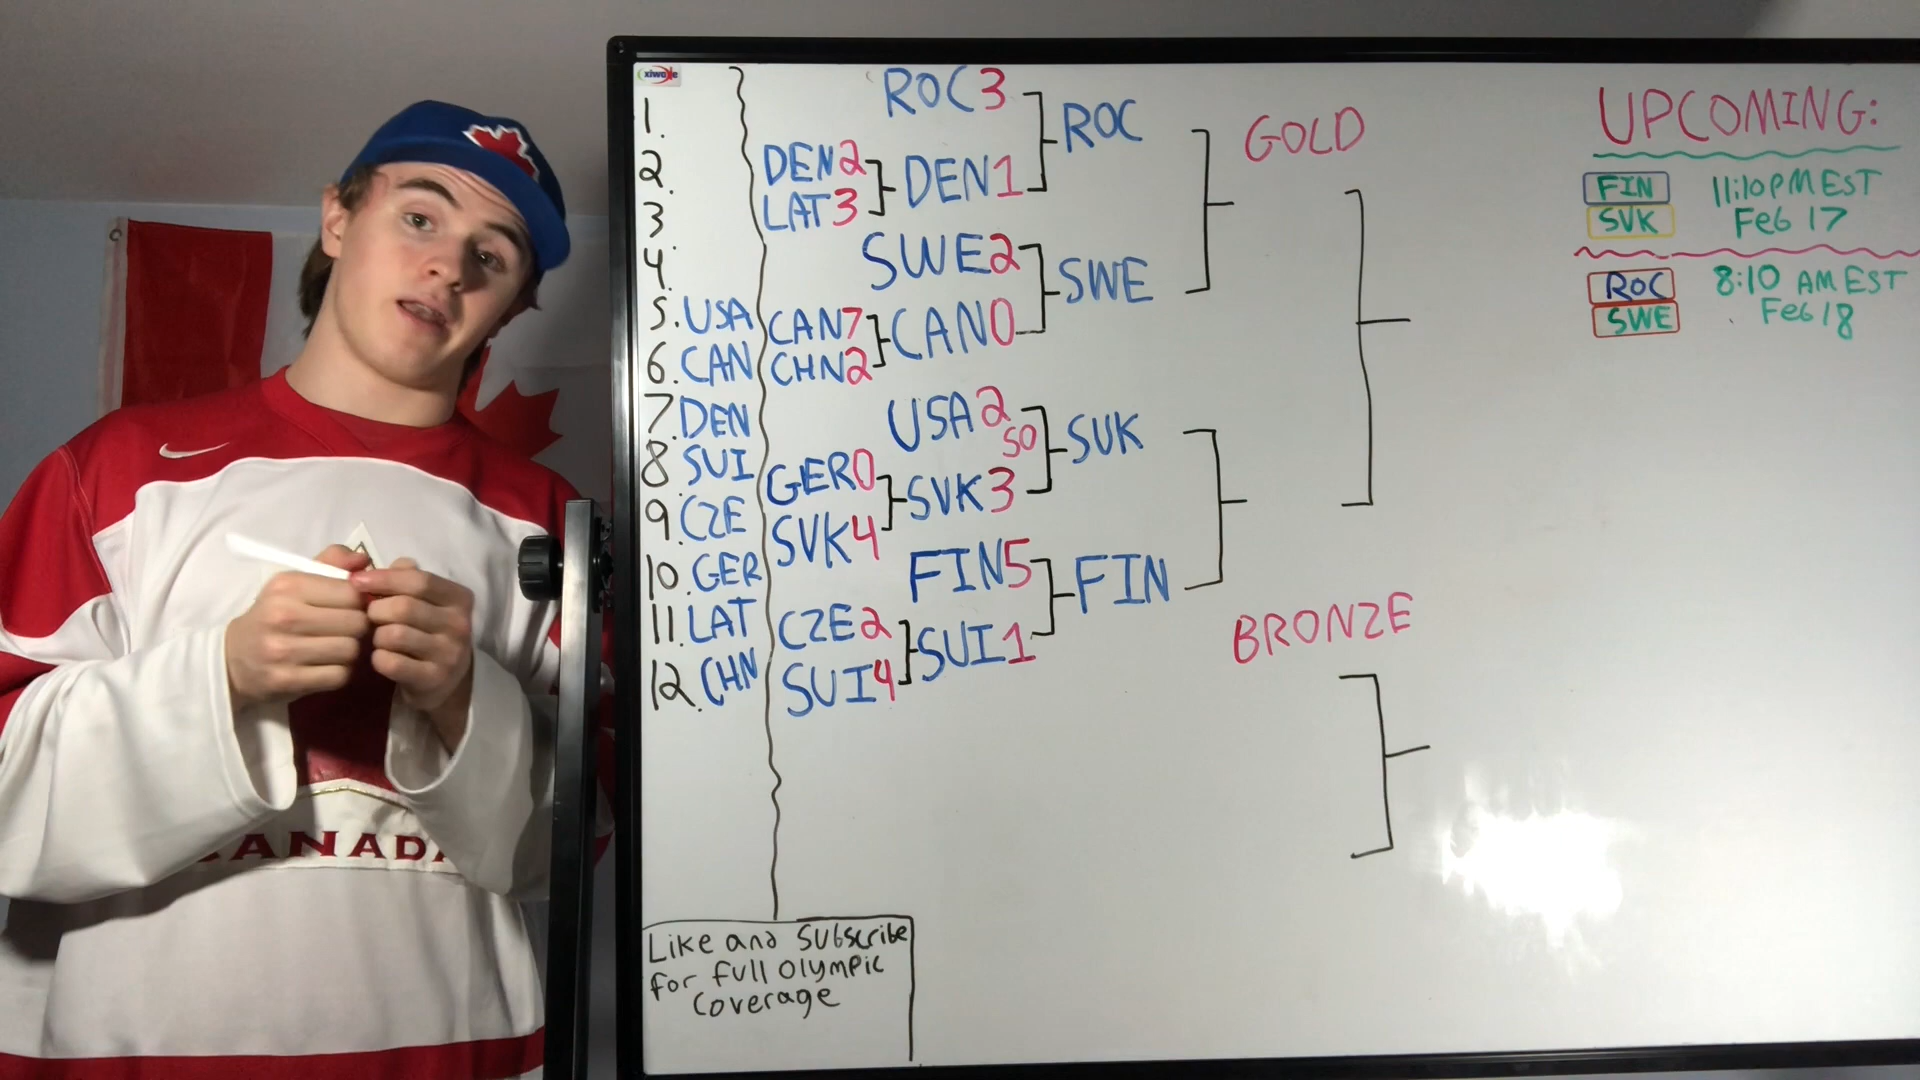 xiwode
1.
2.
3
4.
5. USA
6. CAN
7. DEN
8. SUI
9. CZE
10. GER
11. LAT
12. CHN
DEN 2
LAT 3
CAN 7
CHN 2
GER 0
SVK 4
CZE 2
SUI 4
ROC 3
DEN 1
SWE 2
CAN 0
USA 2
SO
SVK 3
FIN 5
SUI 1
ROC
SWE
SVK
FIN
GOLD
BRONZE
UPCOMING:
FIN 11:10 PM EST
SVK Feb 17
ROC 8:10 AM EST
SWE Feb 18
Like and Subscribe
for full Olympic
Coverage
CANADA